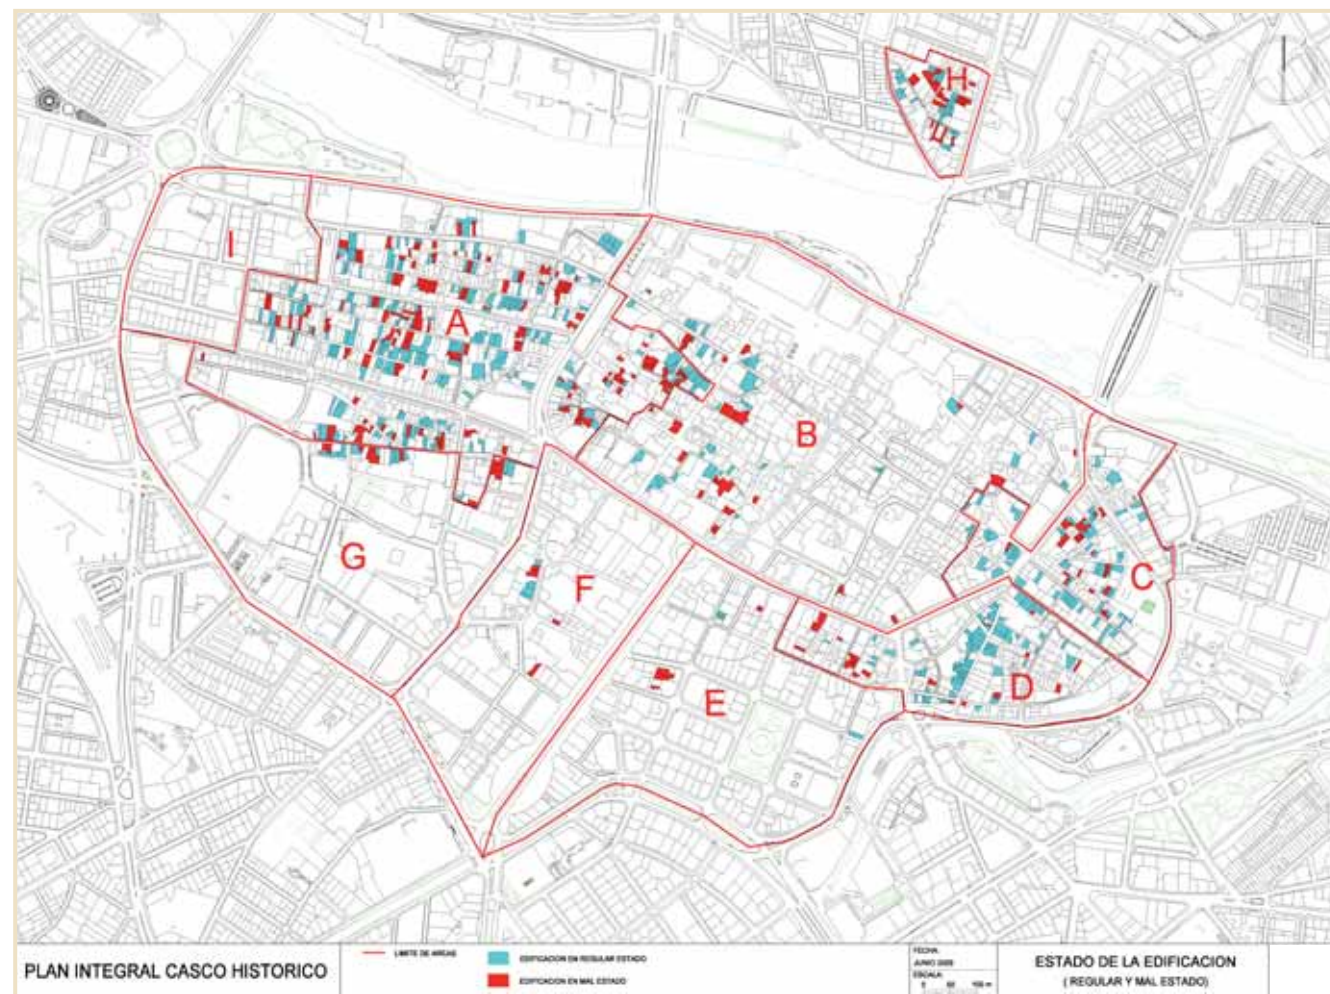 H
I
A
B
C
G
F
D
E
PLAN INTEGRAL CASCO HISTORICO
LIMITE DE AREAS
EDIFICACION EN REGULAR ESTADO
EDIFICACION EN MAL ESTADO
FECHA:
JUNIO
ESCALA:
ESTADO DE LA EDIFICACION
( REGULAR Y MAL ESTADO)